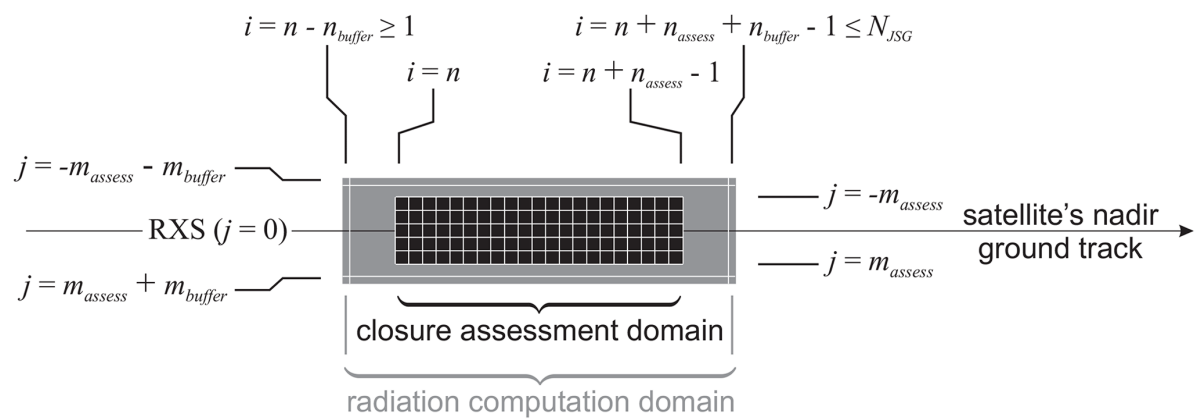 i = n - n_buffer ≥ 1
i = n + n_assess + n_buffer - 1 ≤ N_JSG
i = n
i = n + n_assess - 1
j = -m_assess - m_buffer
j = -m_assess
RXS (j = 0)
satellite's nadir
ground track
j = m_assess + m_buffer
j = m_assess
closure assessment domain
radiation computation domain